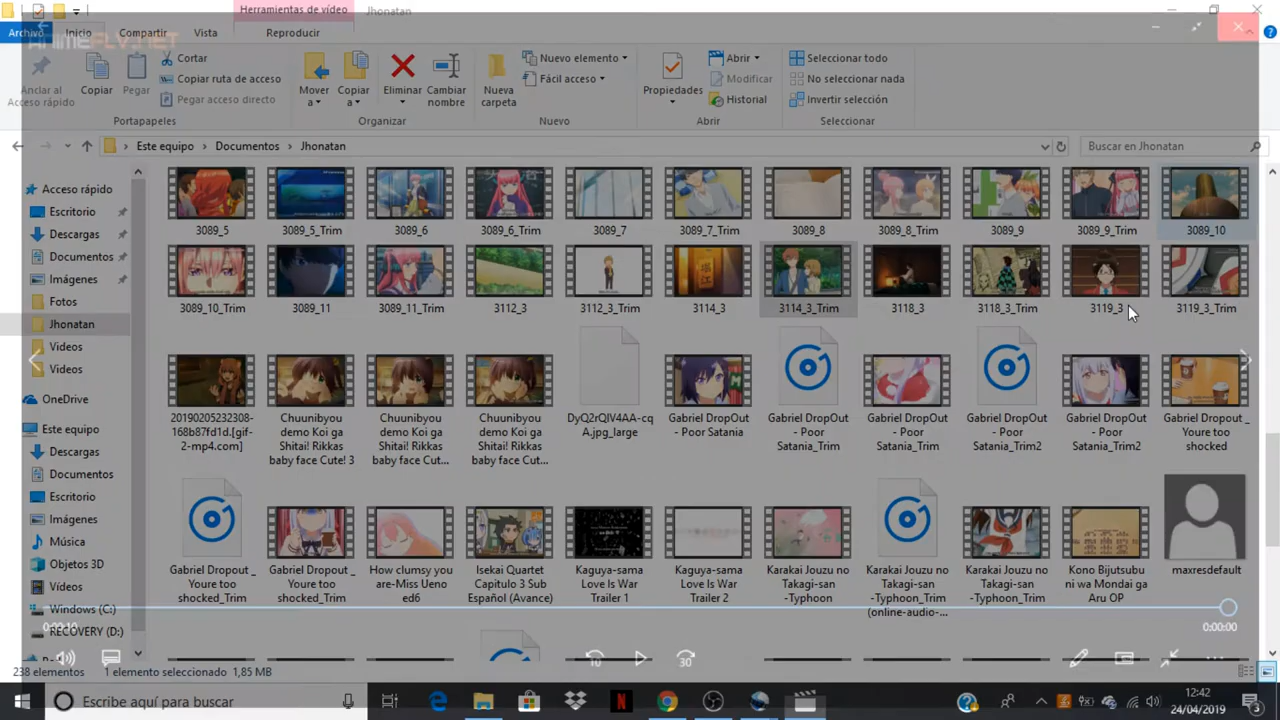 Herramientas de vídeo
Jhonatan
Archivo
Inicio
Compartir
Vista
Reproducir
ANIMEFLV.NET
Anclar al
Acceso rápido
Copiar
Pegar
Cortar
Copiar ruta de acceso
Pegar acceso directo
Portapapeles
Mover
a
Copiar
a
Eliminar
Cambiar
nombre
Organizar
Nueva
carpeta
Nuevo elemento
Fácil acceso
Nuevo
Propiedades
Abrir
Modificar
Historial
Abrir
Seleccionar todo
No seleccionar nada
Invertir selección
Seleccionar
Este equipo
Documentos
Jhonatan
Buscar en Jhonatan
Acceso rápido
Escritorio
Descargas
Documentos
Imágenes
Fotos
Jhonatan
Videos
Videos
OneDrive
Este equipo
Descargas
Documentos
Escritorio
Imágenes
Música
Objetos 3D
Vídeos
Windows (C:)
RECOVERY (D:)
3089_5
3089_5_Trim
3089_6
3089_6_Trim
3089_7
3089_7_Trim
3089_8
3089_8_Trim
3089_9
3089_9_Trim
3089_10
3089_10_Trim
3089_11
3089_11_Trim
3112_3
3112_3_Trim
3114_3
3114_3_Trim
3118_3
3118_3_Trim
3119_3
3119_3_Trim
20190205232308-
168b87fd1d.[gif-
2-mp4.com]
Chuunibyou
demo Koi ga
Shitai! Rikkas
baby face Cute! 3
Chuunibyou
demo Koi ga
Shitai! Rikkas
baby face Cut...
Chuunibyou
demo Koi ga
Shitai! Rikkas
baby face Cut...
DyQ2rQlV4AA-cq
A.jpg_large
Gabriel DropOut
- Poor Satania
Gabriel DropOut
- Poor
Satania_Trim
Gabriel DropOut
- Poor
Satania_Trim
Gabriel DropOut
- Poor
Satania_Trim2
Gabriel DropOut
- Poor
Satania_Trim2
Gabriel Dropout _
Youre too
shocked
Gabriel Dropout _
Youre too
shocked_Trim
Gabriel Dropout _
Youre too
shocked_Trim
How clumsy you
are-Miss Ueno
ed6
Isekai Quartet
Capitulo 3 Sub
Español (Avance)
Kaguya-sama
Love Is War
Trailer 1
Kaguya-sama
Love Is War
Trailer 2
Karakai Jouzu no
Takagi-san
-Typhoon
Karakai Jouzu no
Takagi-san
-Typhoon_Trim
(online-audio-...
Karakai Jouzu no
Takagi-san
-Typhoon_Trim
Kono Bijutsubu
ni wa Mondai ga
Aru OP
maxresdefault
0:00:10
0:00:00
10
30
238 elementos
1 elemento seleccionado
1,85 MB
Escribe aquí para buscar
12:42
24/04/2019
3